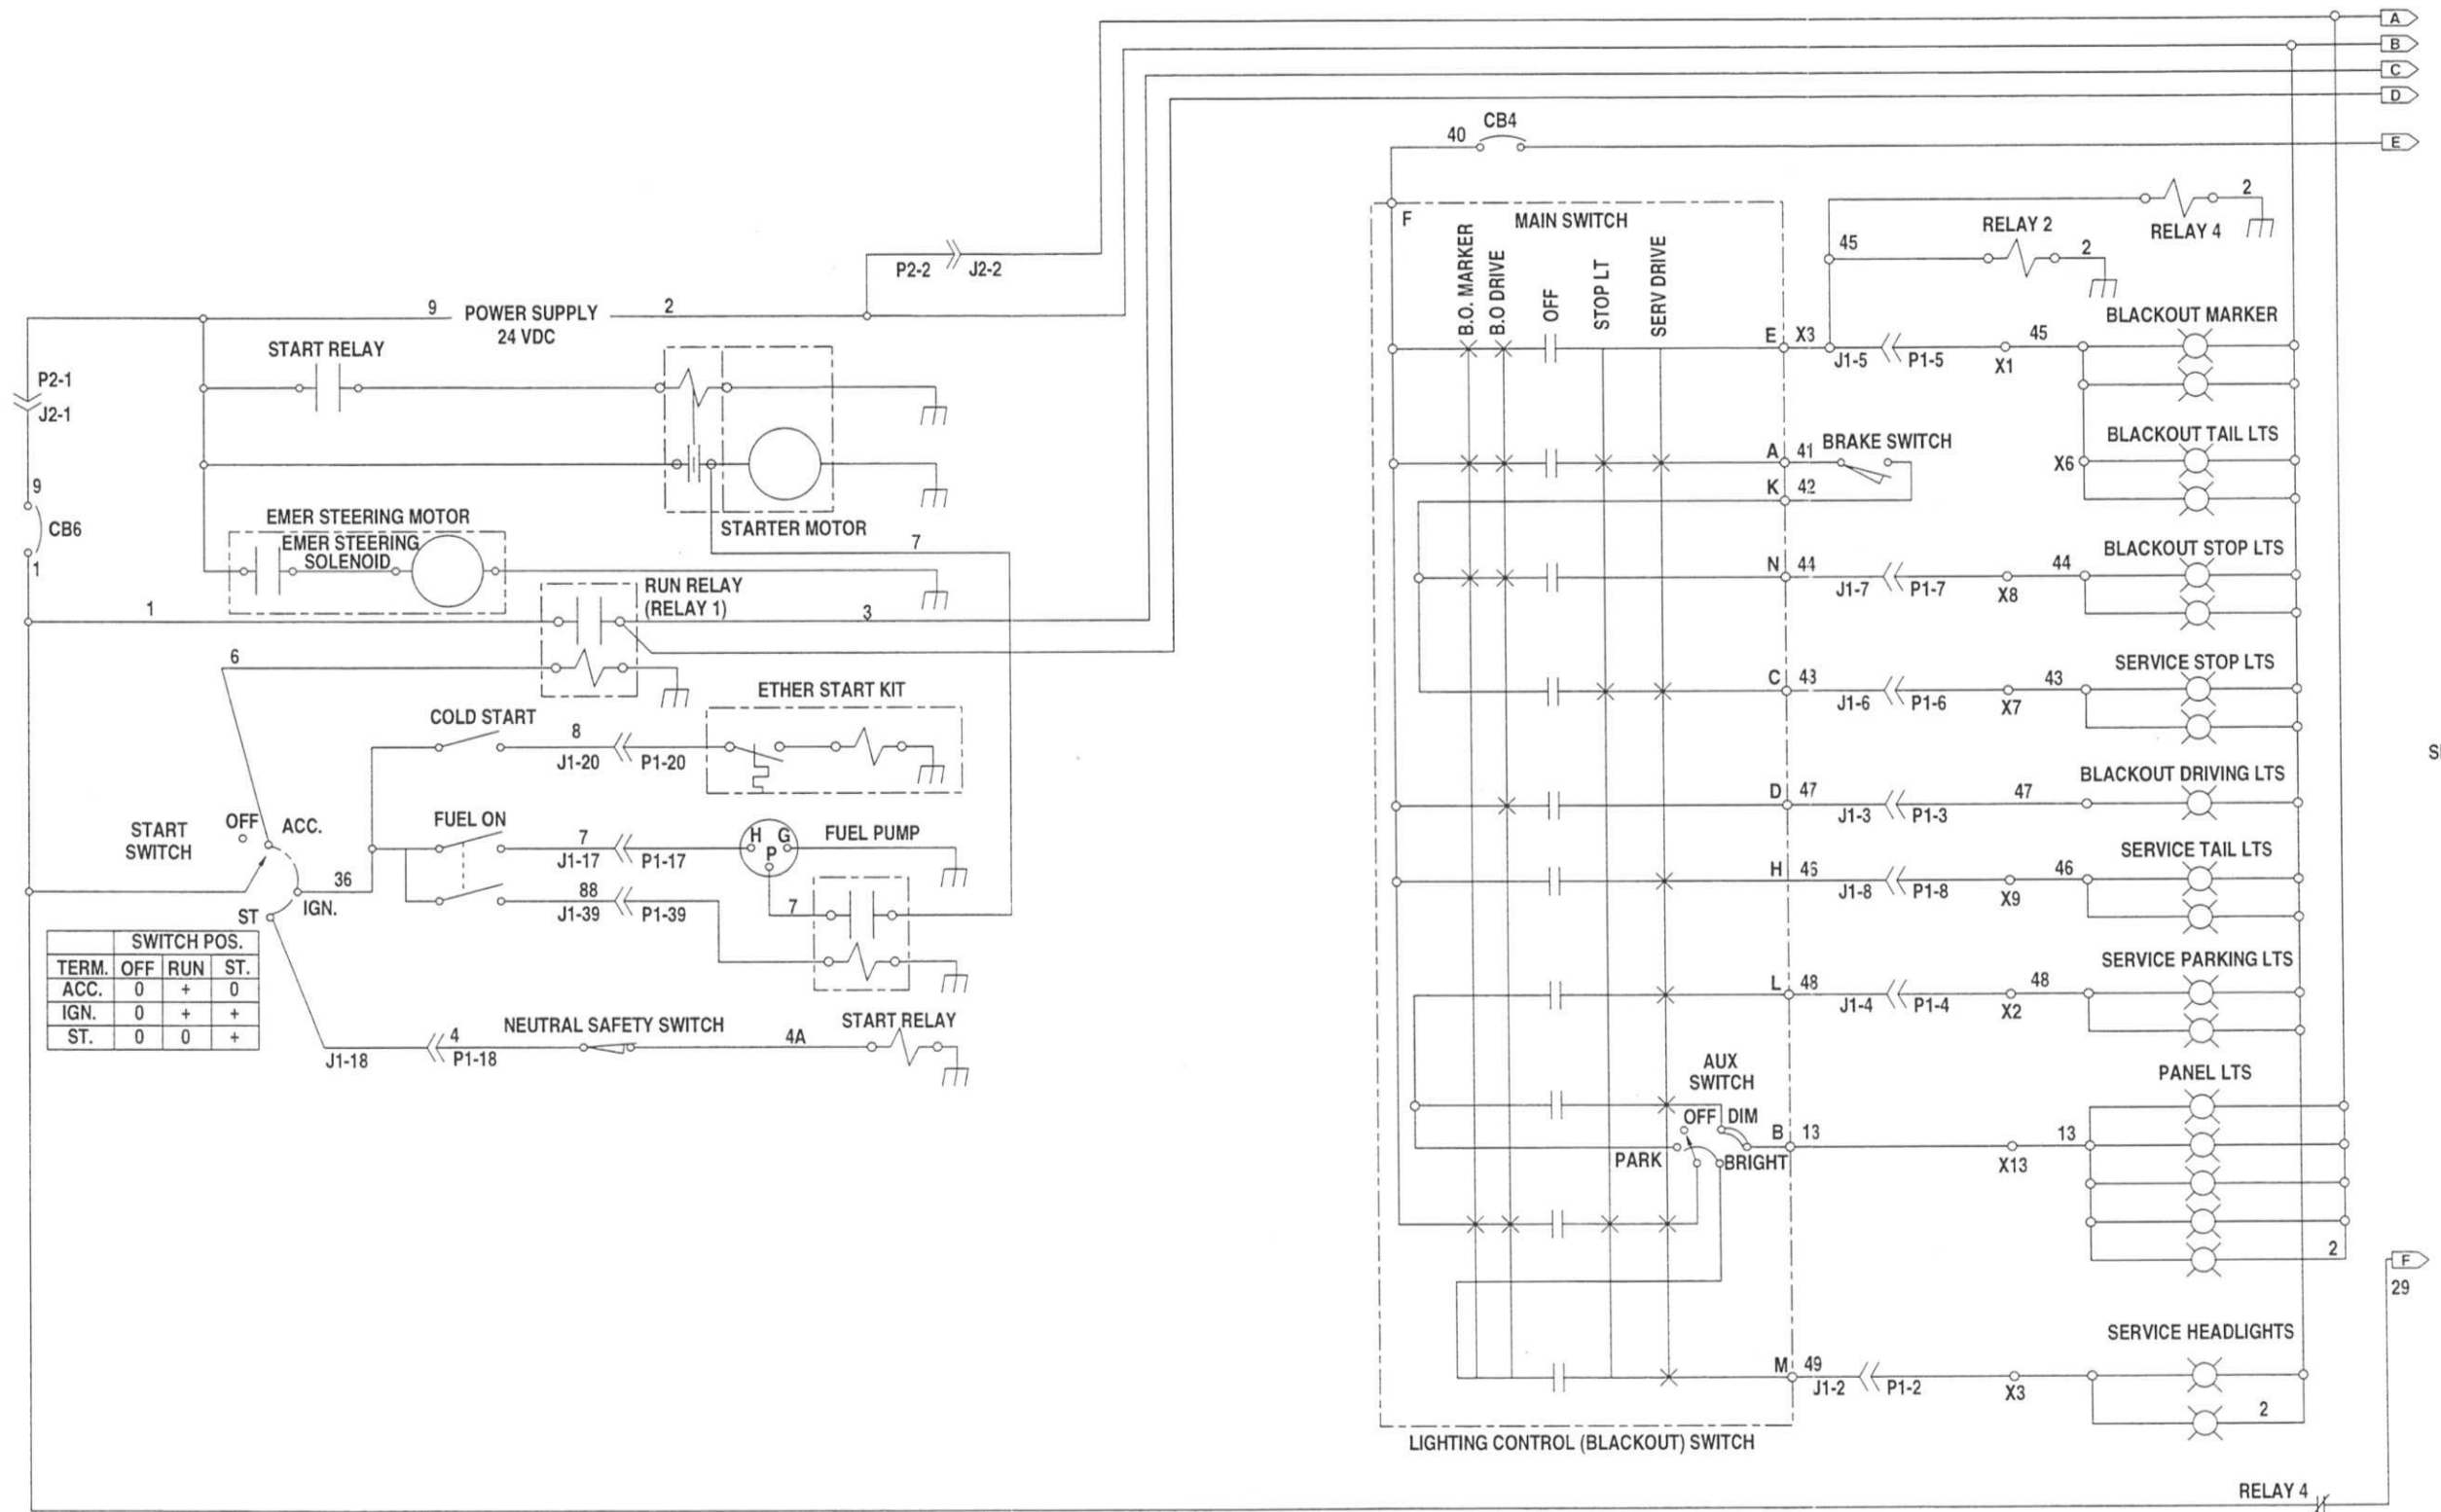 A
B
C
D
CB4
40
E
F
MAIN SWITCH
B.O. MARKER
B.O DRIVE
OFF
STOP LT
SERV DRIVE
2
RELAY 2
RELAY 4
45
2
P2-2
J2-2
9
POWER SUPPLY
24 VDC
2
START RELAY
P2-1
J2-1
9
CB6
1
EMER STEERING MOTOR
EMER STEERING
SOLENOID
STARTER MOTOR
7
RUN RELAY
(RELAY 1)
1
3
6
ETHER START KIT
COLD START
8
J1-20
P1-20
START
SWITCH
OFF
ACC.
FUEL ON
7
J1-17
P1-17
H
G
P
FUEL PUMP
36
IGN.
ST
88
J1-39
P1-39
7
SWITCH POS.
TERM. OFF RUN ST.
ACC. 0 + 0
IGN. 0 + +
ST. 0 0 +
J1-18
4
P1-18
NEUTRAL SAFETY SWITCH
4A
START RELAY
E
X3
J1-5
P1-5
X1
45
BLACKOUT MARKER
A
41
BRAKE SWITCH
K
42
BLACKOUT TAIL LTS
X6
N
44
J1-7
P1-7
X8
44
BLACKOUT STOP LTS
C
43
J1-6
P1-6
X7
43
SERVICE STOP LTS
D
47
J1-3
P1-3
47
BLACKOUT DRIVING LTS
H
45
J1-8
P1-8
X9
46
SERVICE TAIL LTS
L
48
J1-4
P1-4
X2
48
SERVICE PARKING LTS
AUX
SWITCH
OFF
DIM
PARK
BRIGHT
B
13
X13
13
PANEL LTS
2
F
29
M
49
J1-2
P1-2
X3
SERVICE HEADLIGHTS
2
LIGHTING CONTROL (BLACKOUT) SWITCH
RELAY 4